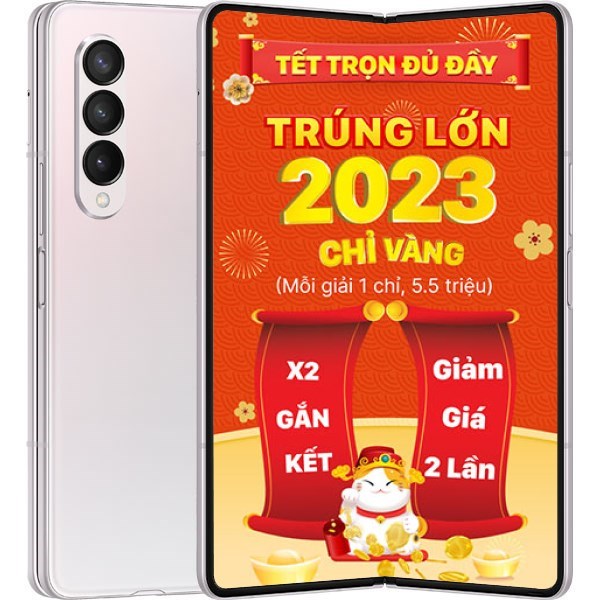 TẾT TRỌN ĐỦ ĐẦY
TRÚNG LỚN
2023
CHỈ VÀNG
(Mỗi giải 1 chỉ, 5.5 triệu)
X2
GẮN
KẾT
Giảm
Giá
2 Lần